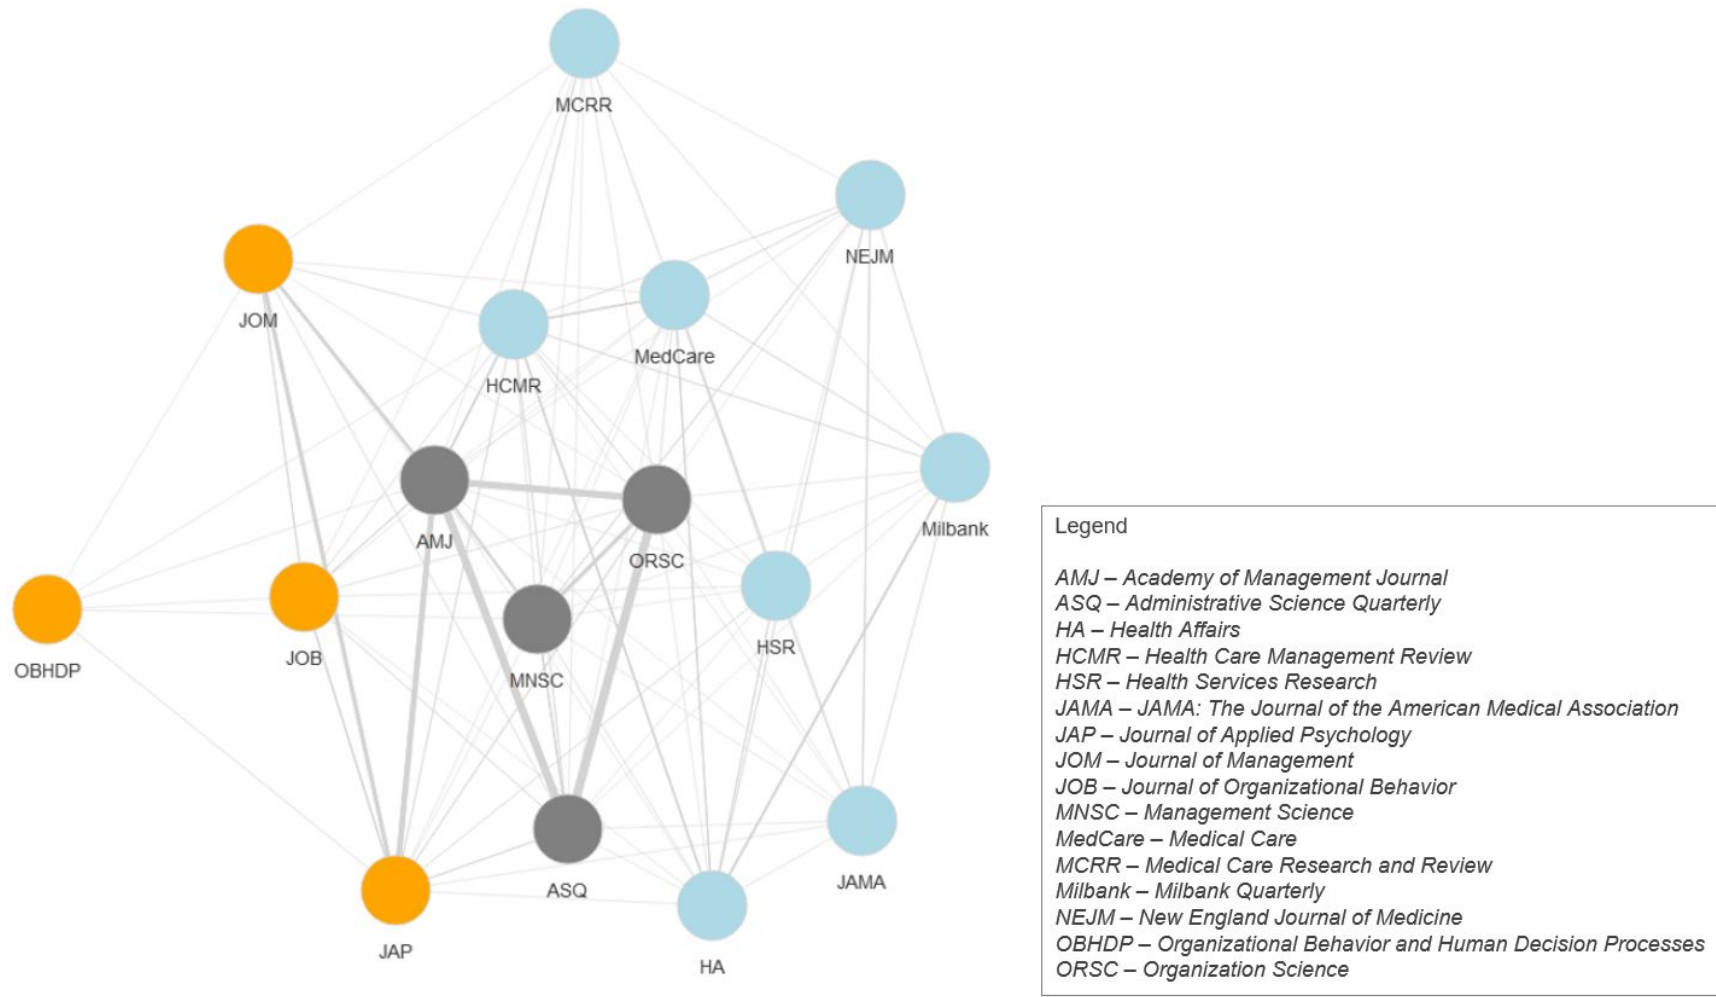 MCRR
NEJM
JOM
MedCare
HCMR
Milbank
AMJ
ORSC
HSR
JOB
OBHDP
MNSC
JAMA
ASQ
JAP
HA
Legend
AMJ – Academy of Management Journal
ASQ – Administrative Science Quarterly
HA – Health Affairs
HCMR – Health Care Management Review
HSR – Health Services Research
JAMA – JAMA: The Journal of the American Medical Association
JAP – Journal of Applied Psychology
JOM – Journal of Management
JOB – Journal of Organizational Behavior
MNSC – Management Science
MedCare – Medical Care
MCRR – Medical Care Research and Review
Milbank – Milbank Quarterly
NEJM – New England Journal of Medicine
OBHDP – Organizational Behavior and Human Decision Processes
ORSC – Organization Science